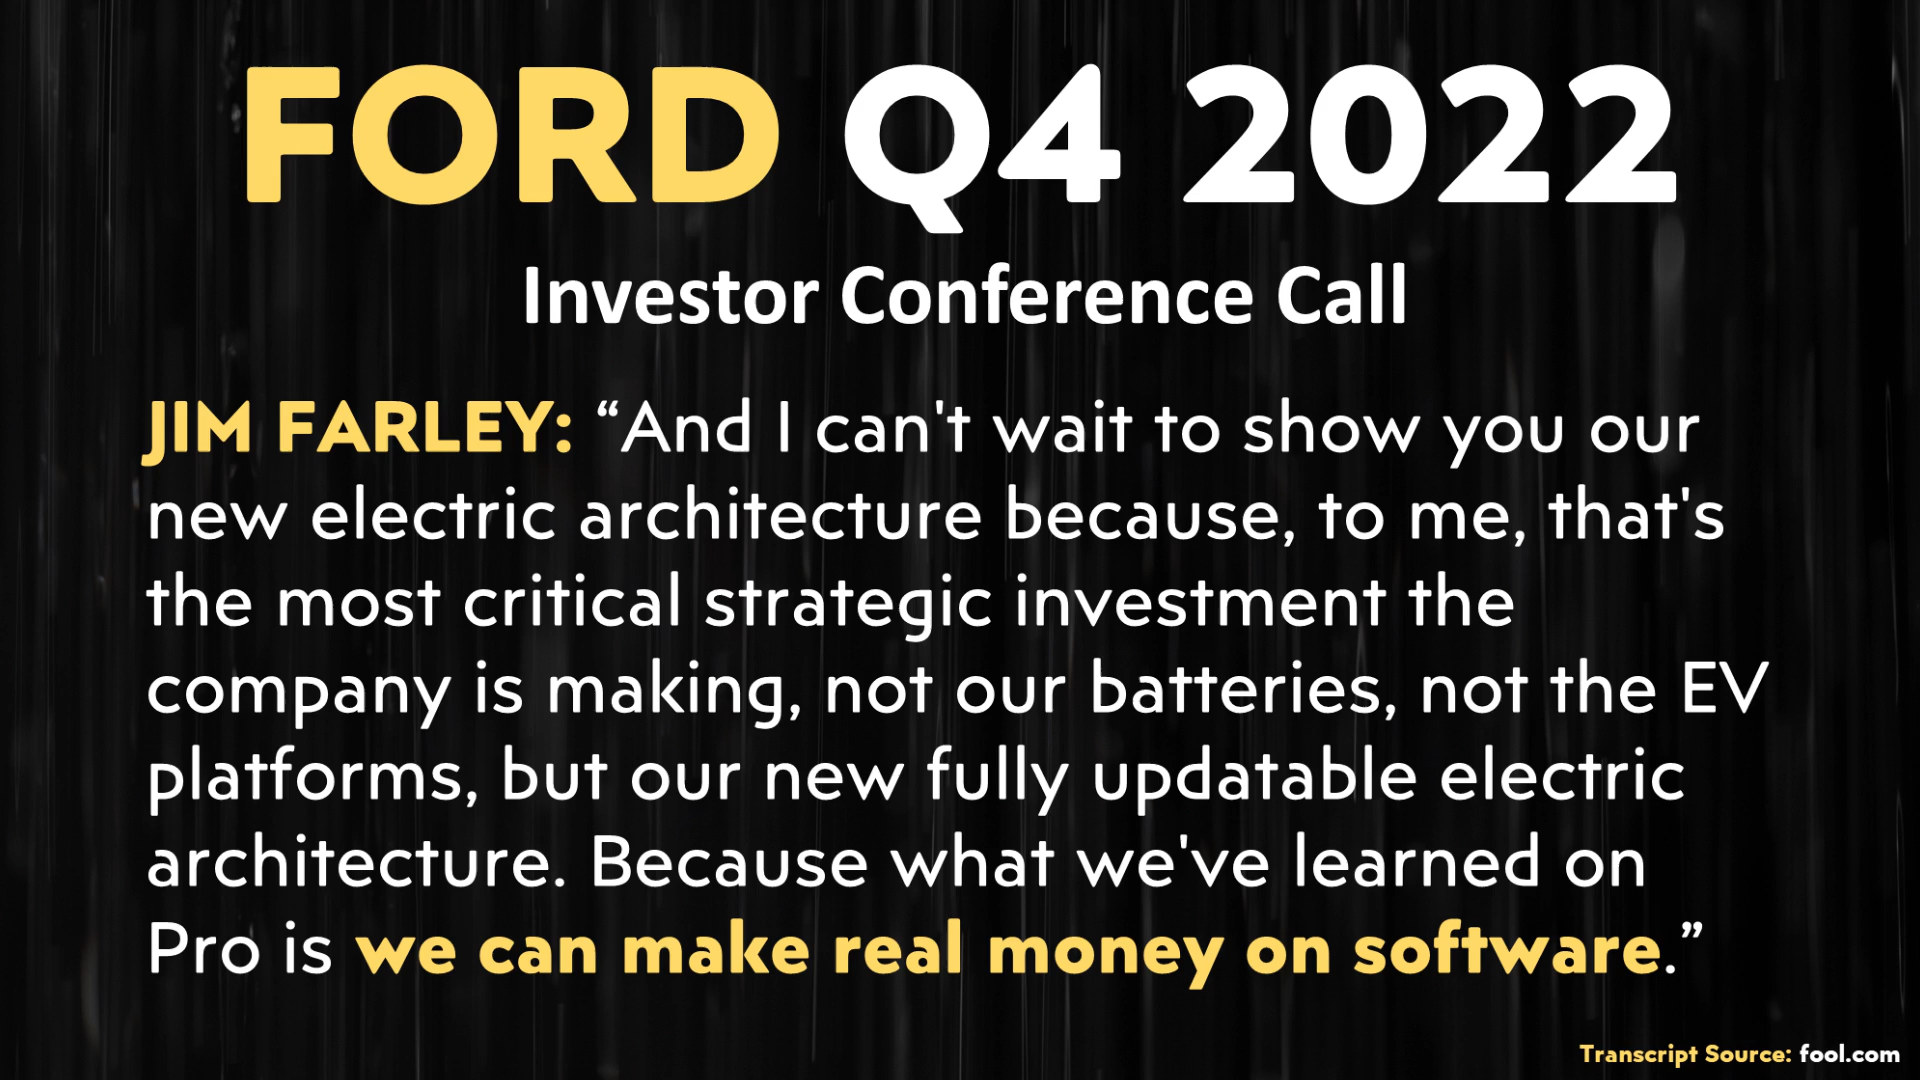 FORD Q4 2022
Investor Conference Call
JIM FARLEY: “And I can't wait to show you our
new electric architecture because, to me, that's
the most critical strategic investment the
company is making, not our batteries, not the EV
platforms, but our new fully updatable electric
architecture. Because what we've learned on
Pro is we can make real money on software.”
Transcript Source: fool.com